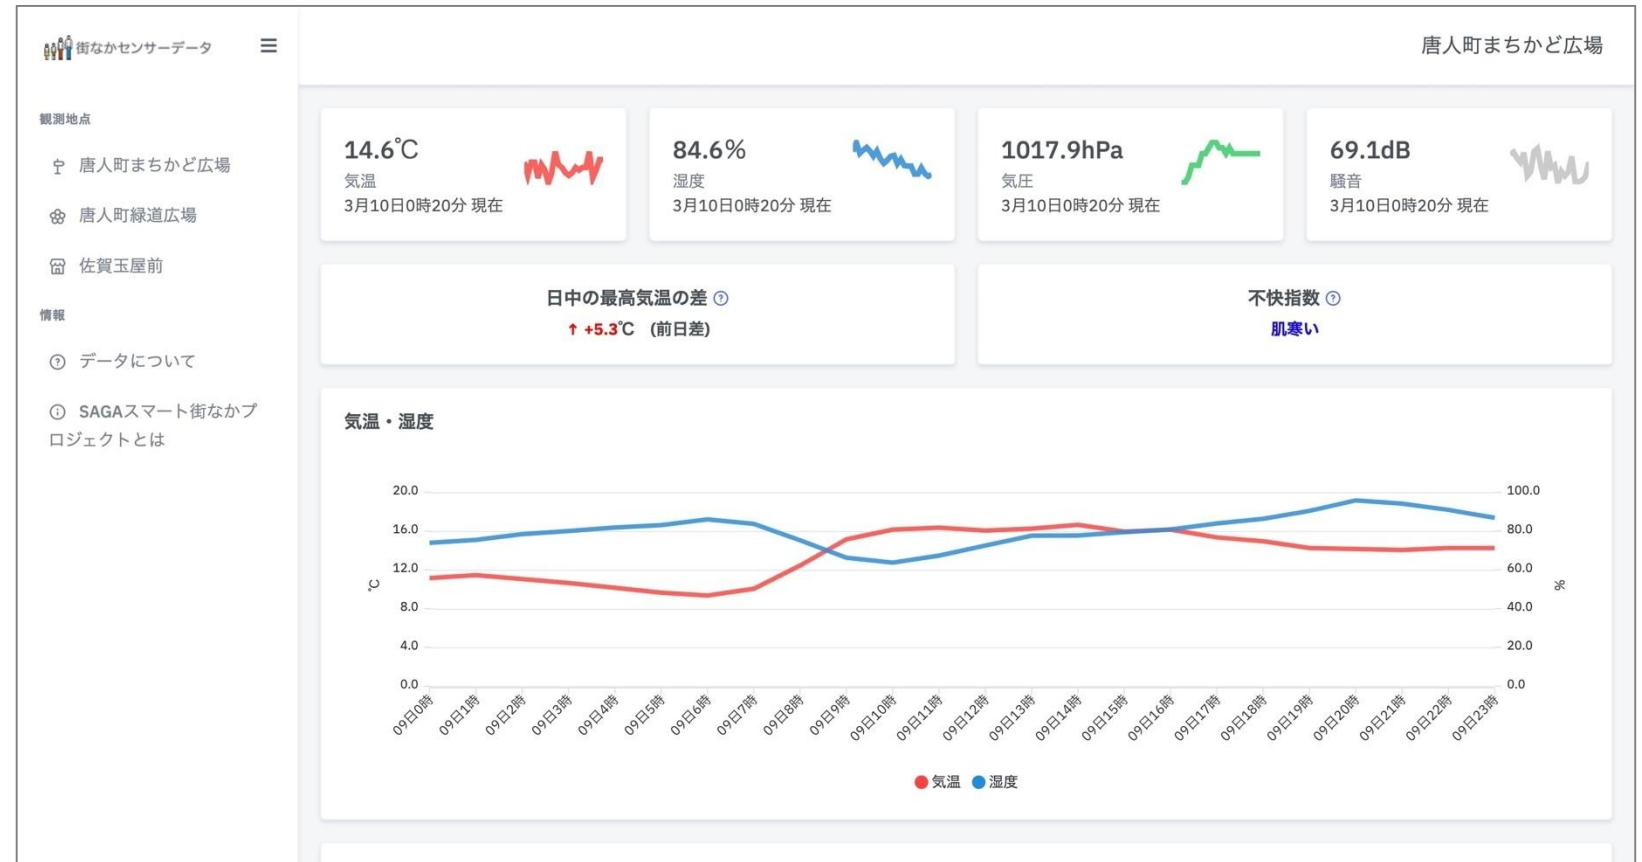 街なかセンサーデータ
唐人町まちかど広場
観測地点
唐人町まちかど広場
唐人町緑道広場
佐賀玉屋前
情報
データについて
SAGAスマート街なかプ
ロジェクトとは
14.6℃
気温
3月10日0時20分 現在
84.6%
湿度
3月10日0時20分 現在
1017.9hPa
気圧
3月10日0時20分 現在
69.1dB
騒音
3月10日0時20分 現在
日中の最高気温の差
↑ +5.3℃ (前日差)
不快指数
肌寒い
気温・湿度
20.0
16.0
12.0
8.0
4.0
0.0
℃
100.0
80.0
60.0
40.0
20.0
0.0
%
09日0時
09日1時
09日2時
09日3時
09日4時
09日5時
09日6時
09日7時
09日8時
09日9時
09日10時
09日11時
09日12時
09日13時
09日14時
09日15時
09日16時
09日17時
09日18時
09日19時
09日20時
09日21時
09日22時
09日23時
気温
湿度